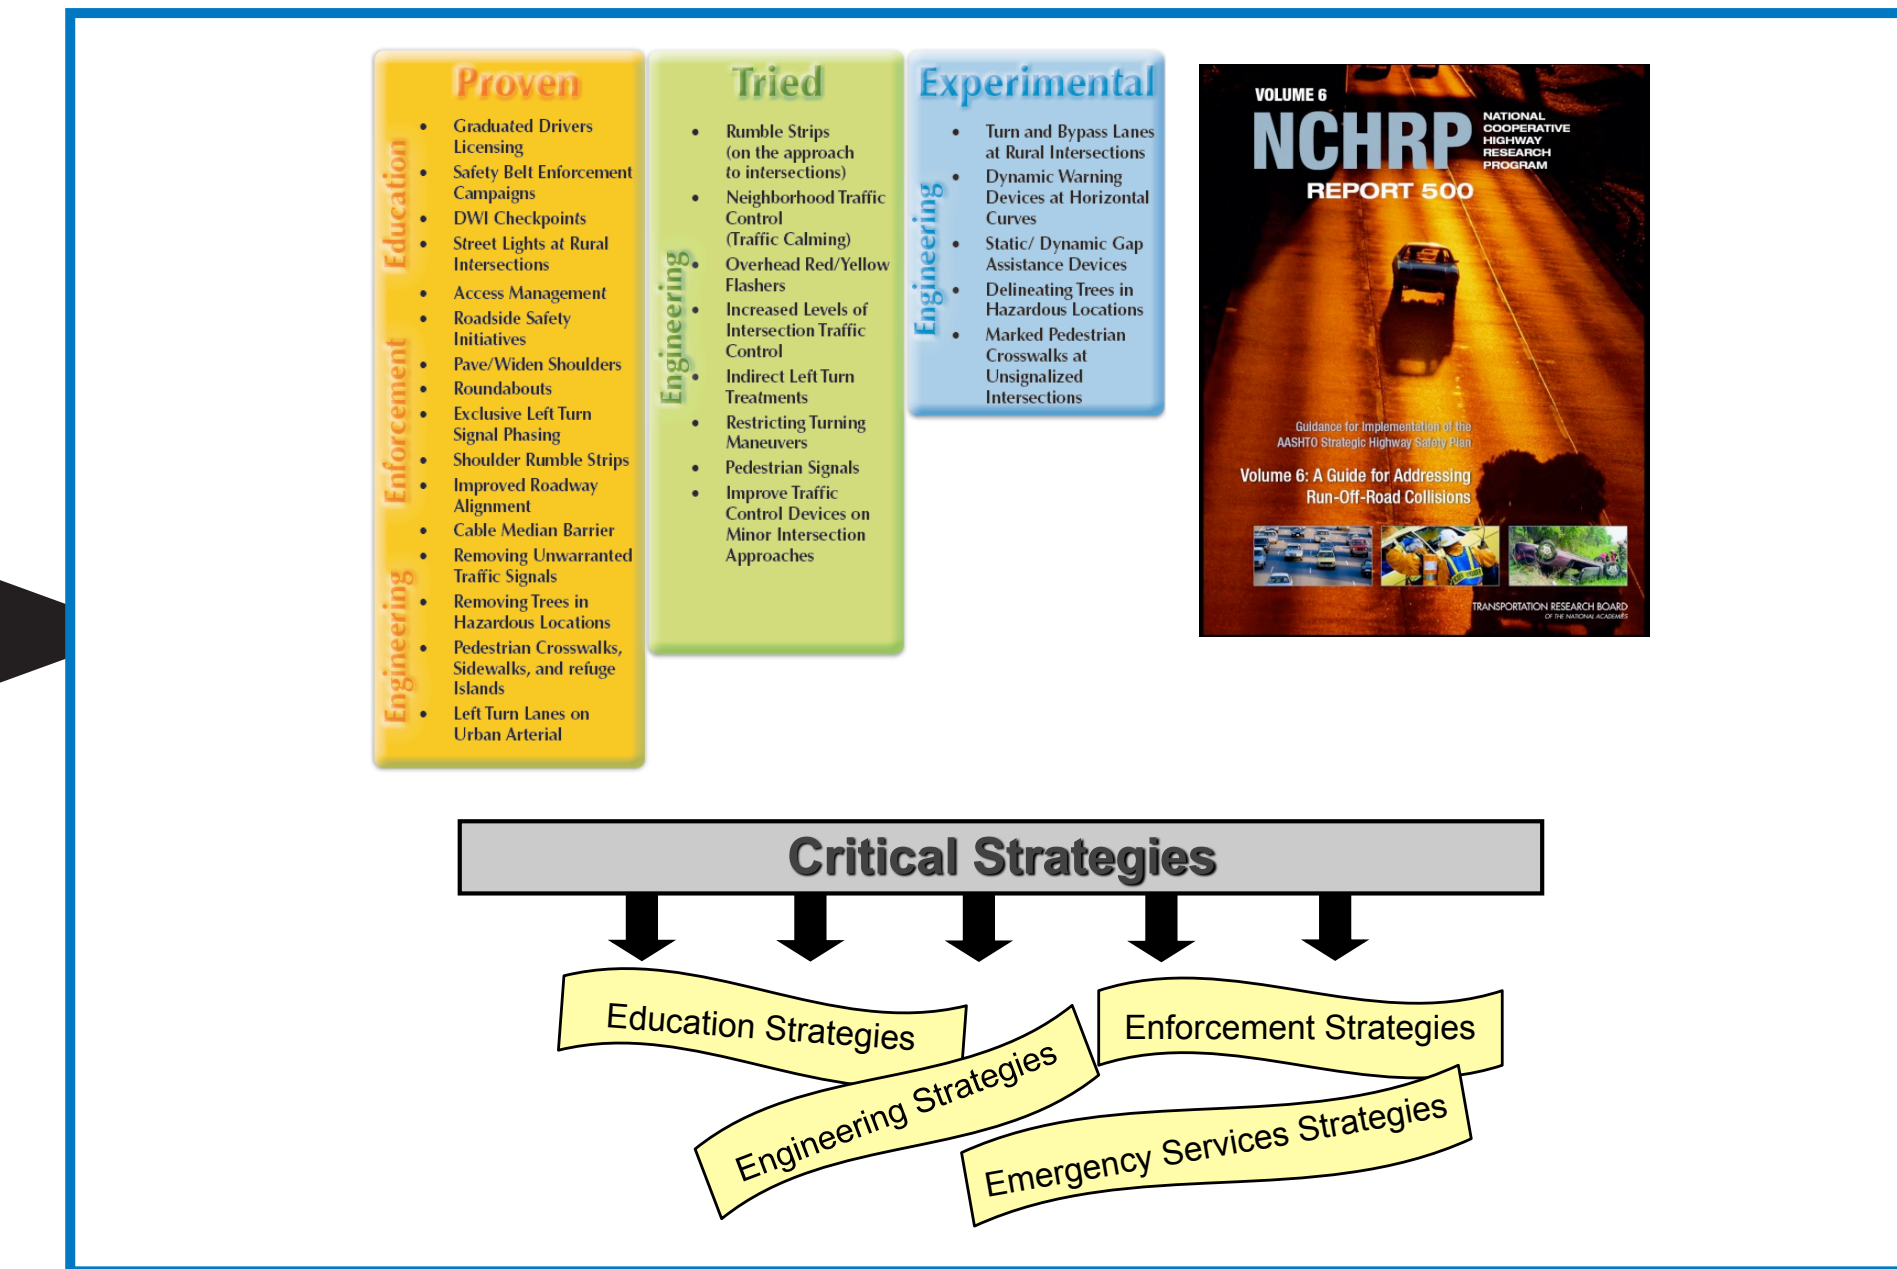 Proven
Education
Enforcement
Engineering
• Graduated Drivers
Licensing
• Safety Belt Enforcement
Campaigns
• DWI Checkpoints
• Street Lights at Rural
Intersections
• Access Management
• Roadside Safety
Initiatives
• Pave/Widen Shoulders
• Roundabouts
• Exclusive Left Turn
Signal Phasing
• Shoulder Rumble Strips
• Improved Roadway
Alignment
• Cable Median Barrier
• Removing Unwarranted
Traffic Signals
• Removing Trees in
Hazardous Locations
• Pedestrian Crosswalks,
Sidewalks, and refuge
Islands
• Left Turn Lanes on
Urban Arterial
Tried
Engineering
• Rumble Strips
(on the approach
to intersections)
• Neighborhood Traffic
Control
(Traffic Calming)
• Overhead Red/Yellow
Flashers
• Increased Levels of
Intersection Traffic
Control
• Indirect Left Turn
Treatments
• Restricting Turning
Maneuvers
• Pedestrian Signals
• Improve Traffic
Control Devices on
Minor Intersection
Approaches
Experimental
Engineering
• Turn and Bypass Lanes
at Rural Intersections
• Dynamic Warning
Devices at Horizontal
Curves
• Static/ Dynamic Gap
Assistance Devices
• Delineating Trees in
Hazardous Locations
• Marked Pedestrian
Crosswalks at
Unsignalized
Intersections
VOLUME 6
NCHRP
NATIONAL
COOPERATIVE
HIGHWAY
RESEARCH
PROGRAM
REPORT 500
Guidance for Implementation of the
AASHTO Strategic Highway Safety Plan
Volume 6: A Guide for Addressing
Run-Off-Road Collisions
TRANSPORTATION RESEARCH BOARD
OF THE NATIONAL ACADEMIES
Critical Strategies
Education Strategies
Enforcement Strategies
Engineering Strategies
Emergency Services Strategies